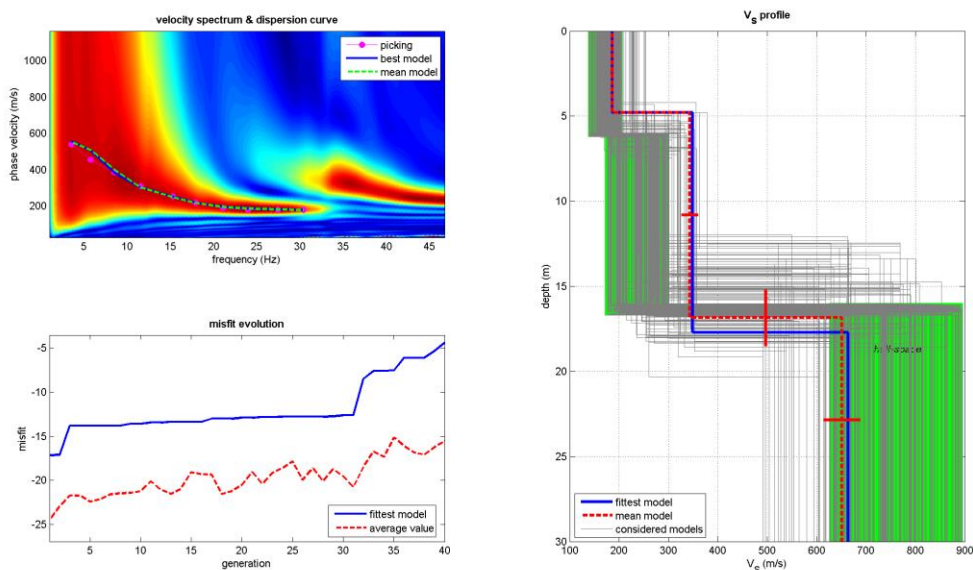 velocity spectrum & dispersion curve
1000
800
600
400
200
phase velocity (m/s)
picking
best model
mean model
5 10 15 20 25 30 35 40 45
frequency (Hz)
misfit evolution
-5
-10
-15
-20
-25
misfit
fittest model
average value
5 10 15 20 25 30 35 40
generation
VS profile
0
5
10
15
20
25
30
depth (m)
half-space
fittest model
mean model
considered models
100 200 300 400 500 600 700 800 900
Vs (m/s)